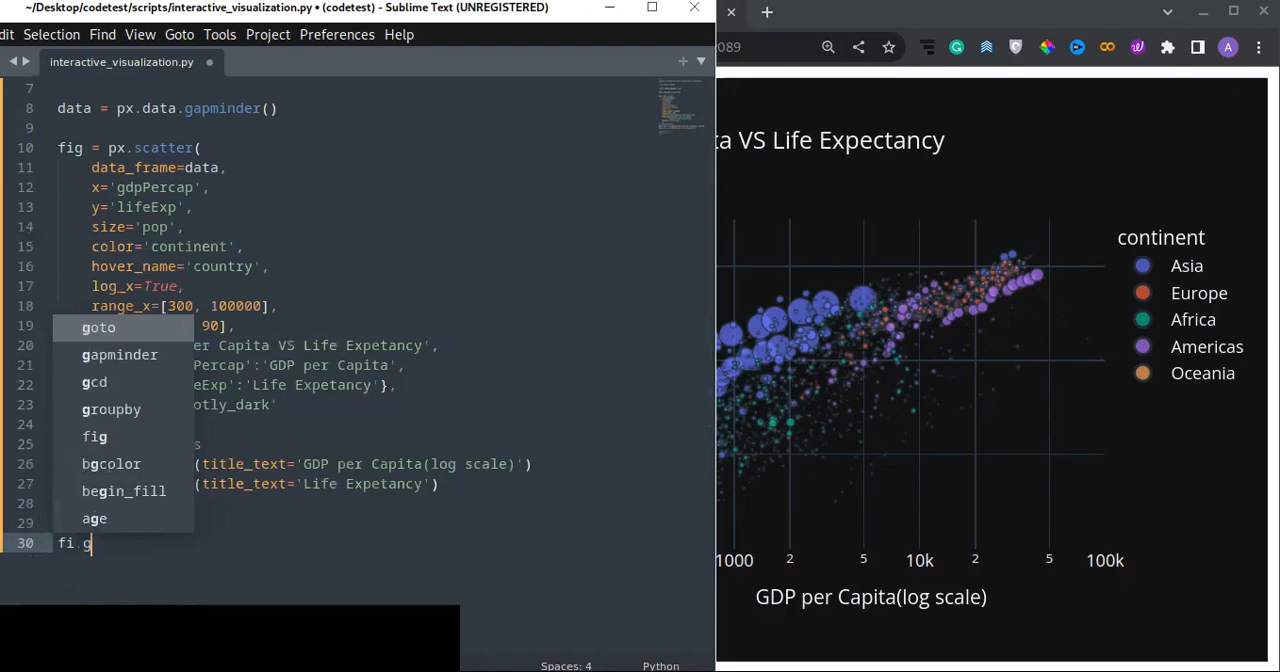 ~/Desktop/codetest/scripts/interactive_visualization.py • (codetest) - Sublime Text (UNREGISTERED)
dit Selection Find View Goto Tools Project Preferences Help
interactive_visualization.py
7
8 data = px.data.gapminder()
9
10 fig = px.scatter(
11 data_frame=data,
12 x='gdpPercap',
13 y='lifeExp',
14 size='pop',
15 color='continent',
16 hover_name='country',
17 log_x=True,
18 range_x=[300, 100000],
19 90],
20 er Capita VS Life Expetancy',
21 Percap':'GDP per Capita',
22 eExp':'Life Expetancy'},
23 otly_dark'
24
25 s
26 (title_text='GDP per Capita(log scale)')
27 (title_text='Life Expetancy')
28
29
30 fi.g
goto
gapminder
gcd
groupby
fig
bgcolor
begin_fill
age
Spaces: 4 Python
089
A
ta VS Life Expectancy
continent
Asia
Europe
Africa
Americas
Oceania
1000 2 5 10k 2 5 100k
GDP per Capita(log scale)